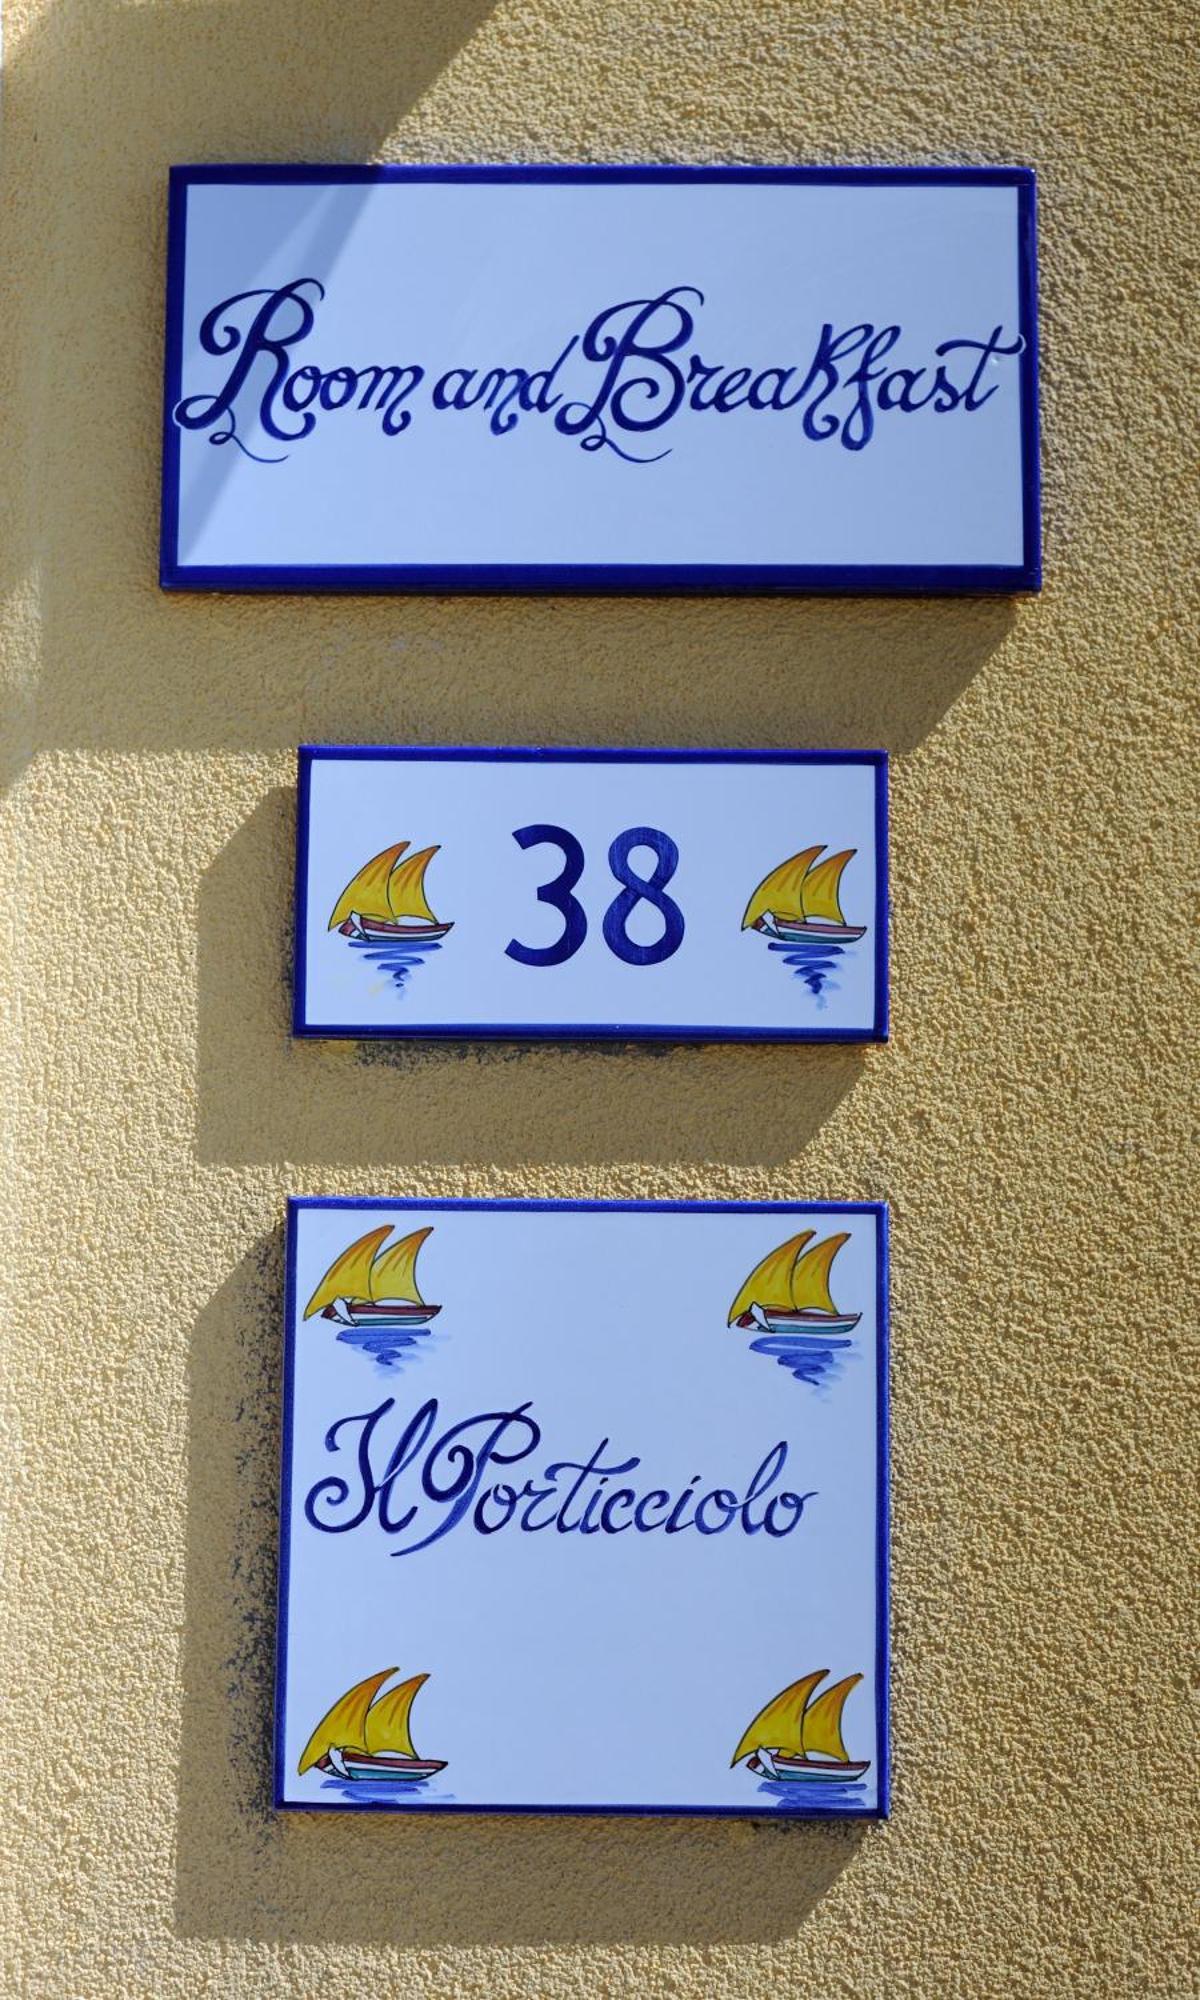 Room and Breakfast
38
Il Porticciolo